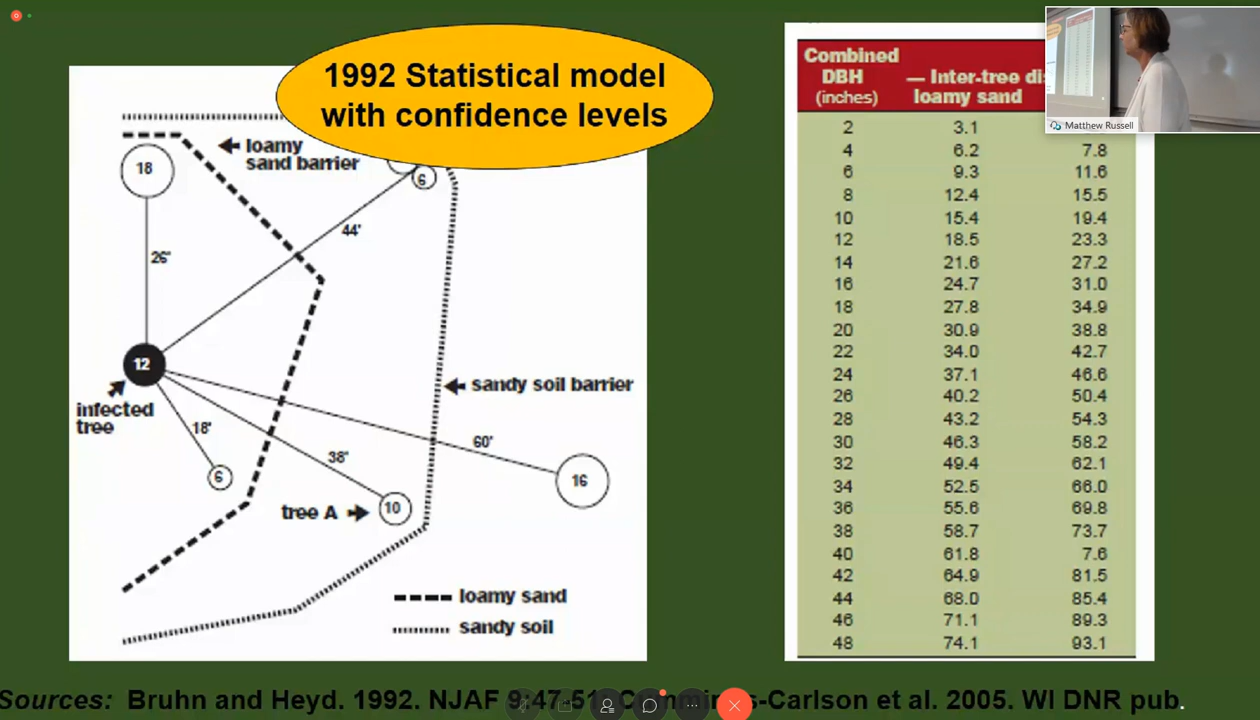 1992 Statistical model
with confidence levels
loamy
sand barrier
18
6
44'
26'
12
infected
tree
18'
6
38'
60'
16
tree A
10
sandy soil barrier
loamy sand
sandy soil
Combined
DBH — Inter-tree di
(inches) loamy sand
2 3.1
4 6.2 7.8
6 9.3 11.6
8 12.4 15.5
10 15.4 19.4
12 18.5 23.3
14 21.6 27.2
16 24.7 31.0
18 27.8 34.9
20 30.9 38.8
22 34.0 42.7
24 37.1 46.6
26 40.2 50.4
28 43.2 54.3
30 46.3 58.2
32 49.4 62.1
34 52.5 66.0
36 55.6 69.8
38 58.7 73.7
40 61.8 7.6
42 64.9 81.5
44 68.0 85.4
46 71.1 89.3
48 74.1 93.1
Matthew Russell
Sources: Bruhn and Heyd. 1992. NJAF 9:47-51. s-Carlson et al. 2005. WI DNR pub.